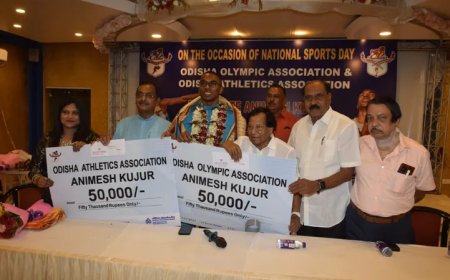 ON THE OCCASION OF NATIONAL SPORTS DAY
ODISHA OLYMPIC ASSOCIATION &
ODISHA ATHLETICS ASSOCIATION
ODISHA ATHLETICS ASSOCIATION
ANIMESH KUJUR
50,000/-
Fifty Thousand Rupees Only/-
ODISHA OLYMPIC ASSOCIATION
ANIMESH KUJUR
50,000/-
Fifty Thousand Rupees Only/-